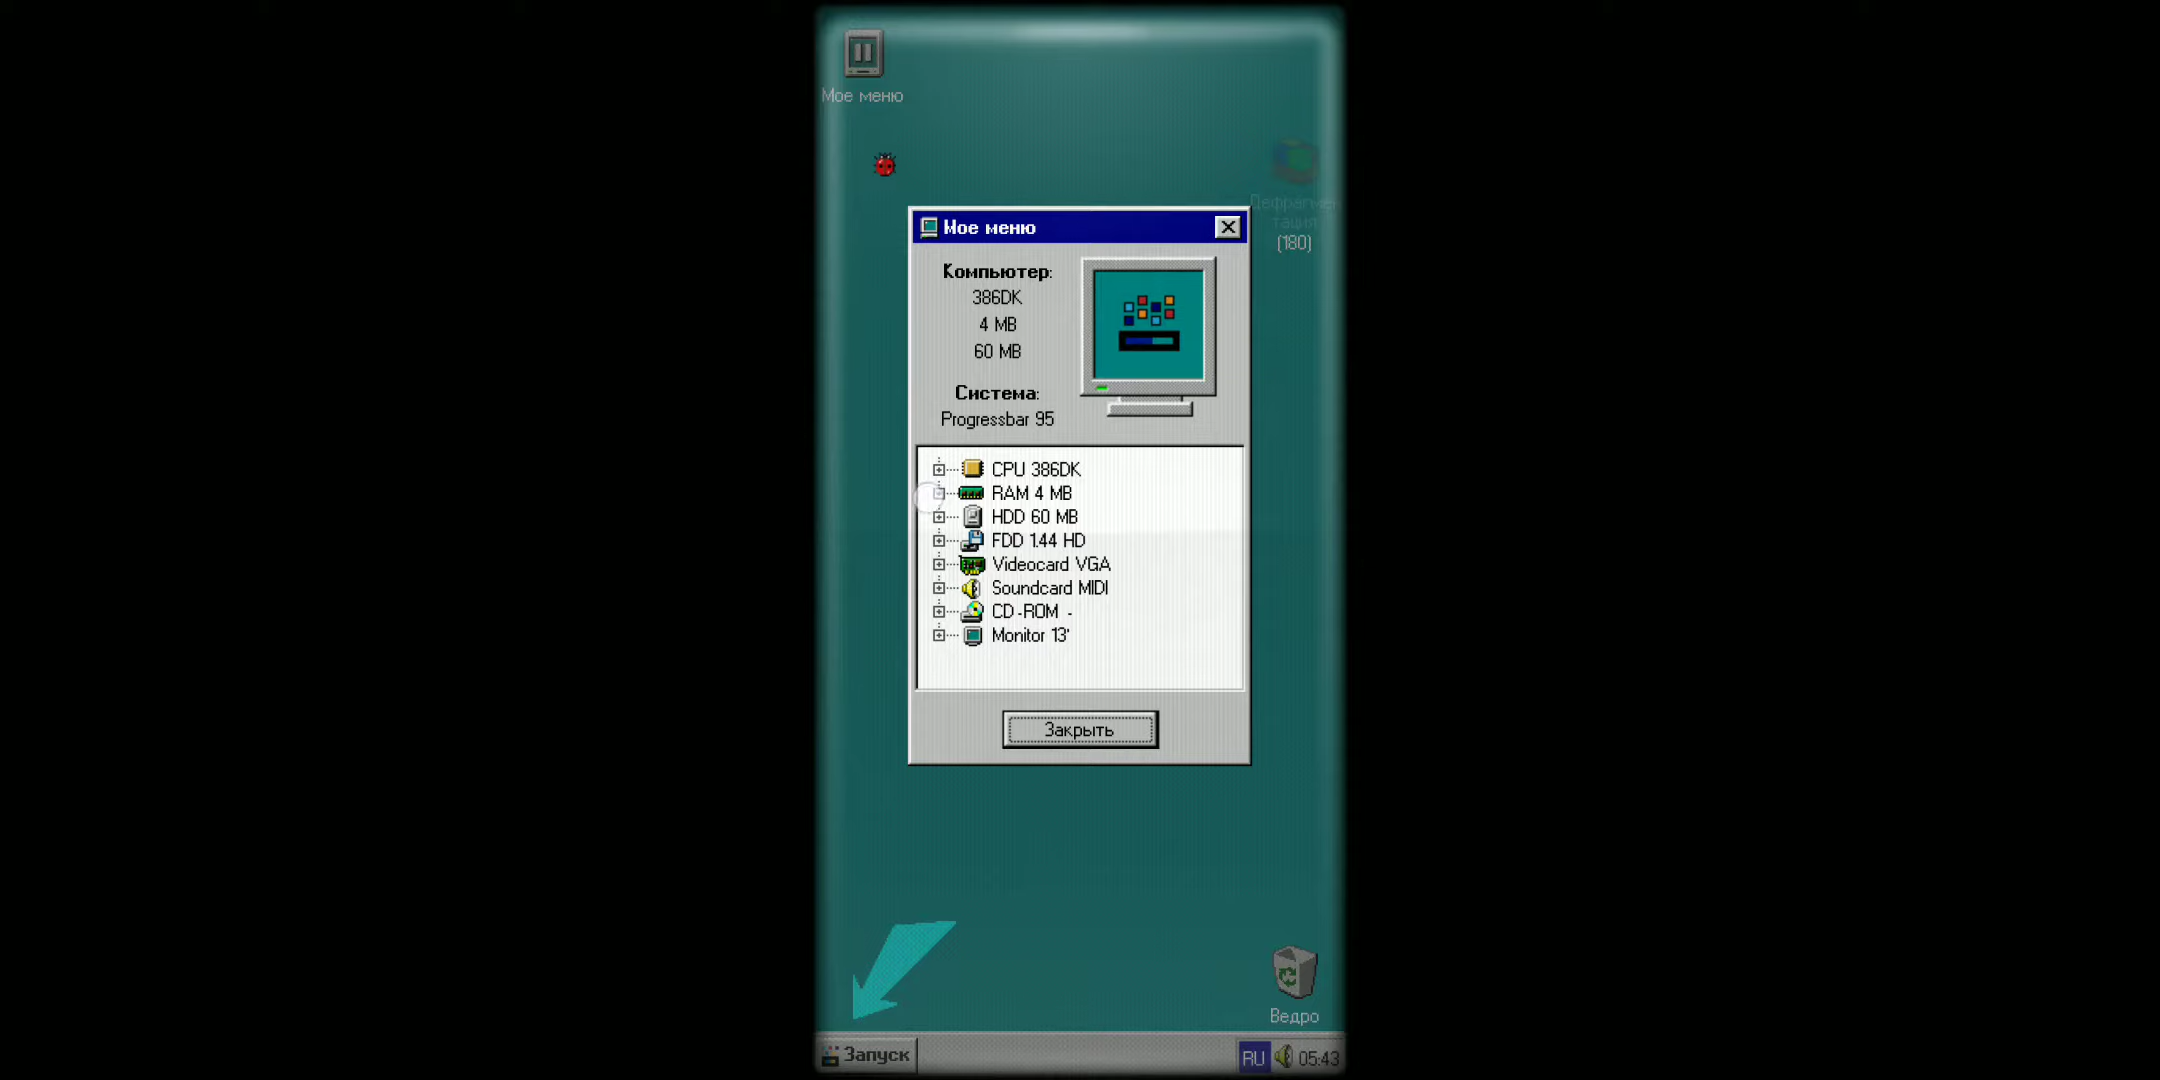 Мое меню
Дефрагмен-
тация
(180)
Мое меню
Компьютер:
386DK
4 MB
60 MB
Система:
Progressbar 95
CPU 386DK
RAM 4 MB
HDD 60 MB
FDD 1.44 HD
Videocard VGA
Soundcard MIDI
CD-ROM -
Monitor 13'
Закрыть
Ведро
Запуск
RU 05:43